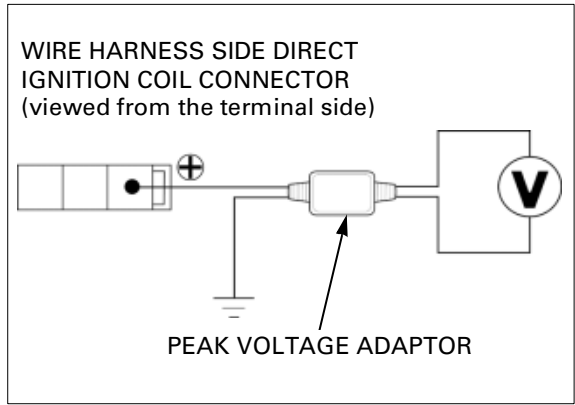 WIRE HARNESS SIDE DIRECT
IGNITION COIL CONNECTOR
(viewed from the terminal side)
+
V
PEAK VOLTAGE ADAPTOR